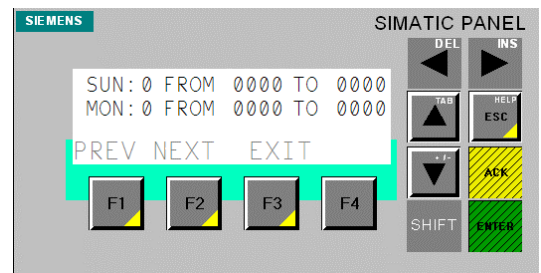 SIEMENS
SIMATIC PANEL
DEL
INS
SUN:0 FROM 0000 TO 0000
MON:0 FROM 0000 TO 0000
TAB
HELP
ESC
PREV NEXT EXIT
+/-
ACK
F1 F2 F3 F4
SHIFT
ENTER